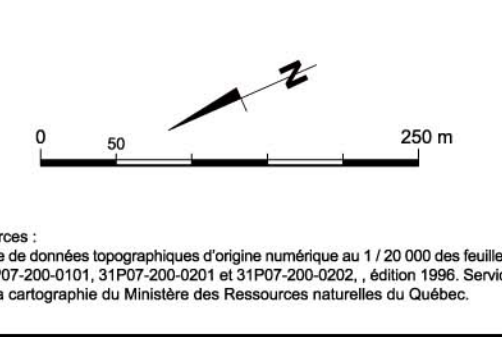 N
0 50 250 m
rces :
e de données topographiques d'origine numérique au 1 / 20 000 des feuille
P07-200-0101, 31P07-200-0201 et 31P07-200-0202, , édition 1996. Servic
a cartographie du Ministère des Ressources naturelles du Québec.